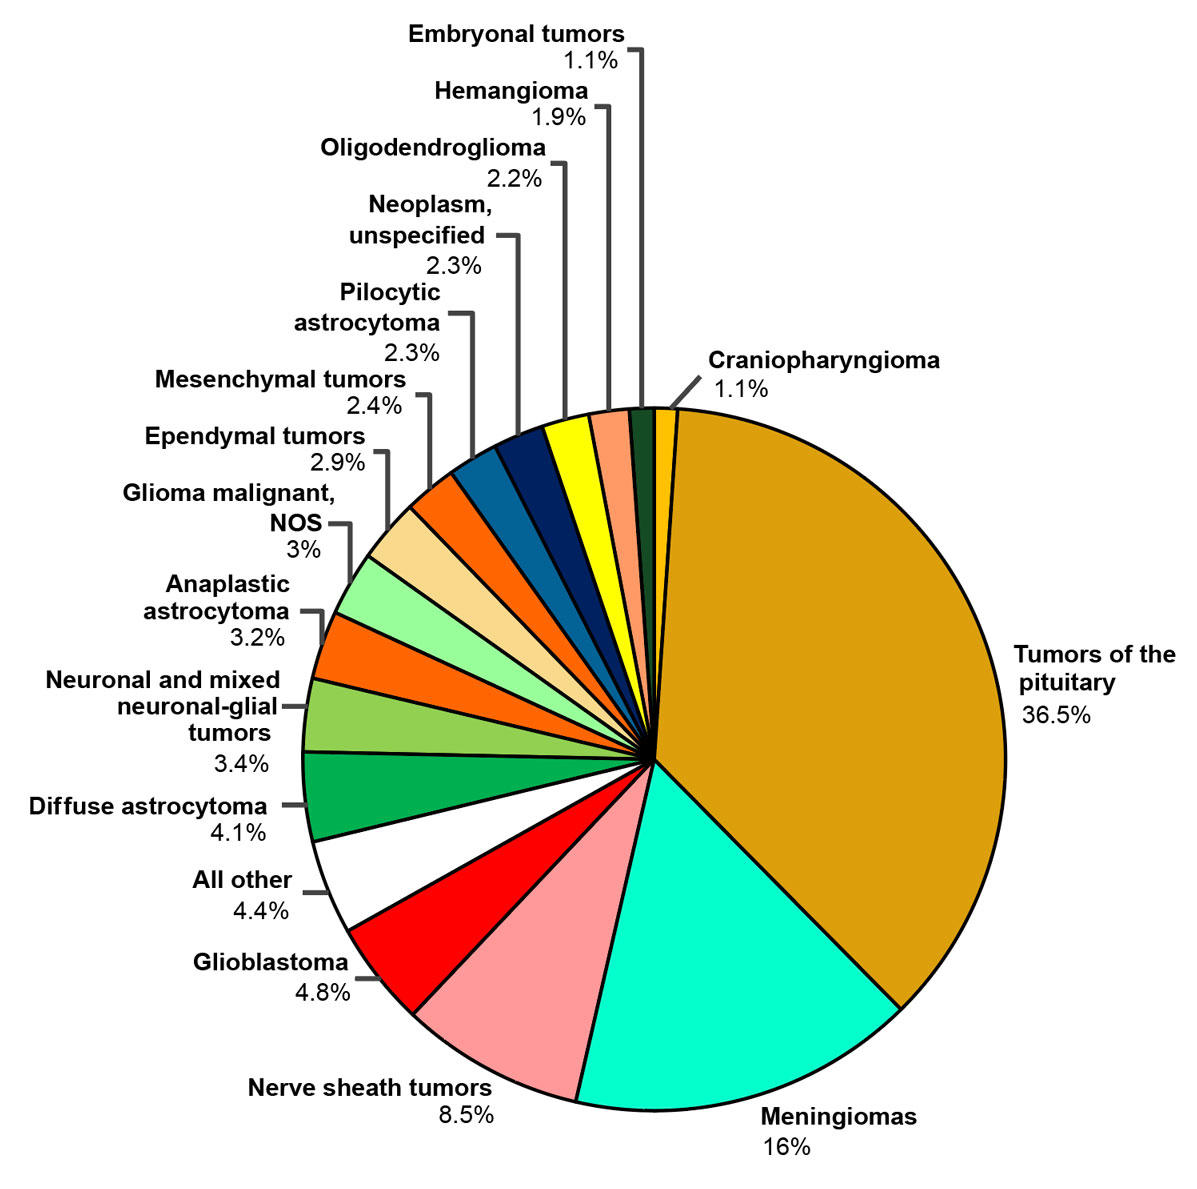 Embryonal tumors
1.1%
Hemangioma
1.9%
Oligodendroglioma
2.2%
Neoplasm,
unspecified
2.3%
Pilocytic
astrocytoma
2.3%
Mesenchymal tumors
2.4%
Ependymal tumors
2.9%
Glioma malignant,
NOS
3%
Anaplastic
astrocytoma
3.2%
Neuronal and mixed
neuronal-glial
tumors
3.4%
Diffuse astrocytoma
4.1%
All other
4.4%
Glioblastoma
4.8%
Nerve sheath tumors
8.5%
Meningiomas
16%
Tumors of the
pituitary
36.5%
Craniopharyngioma
1.1%